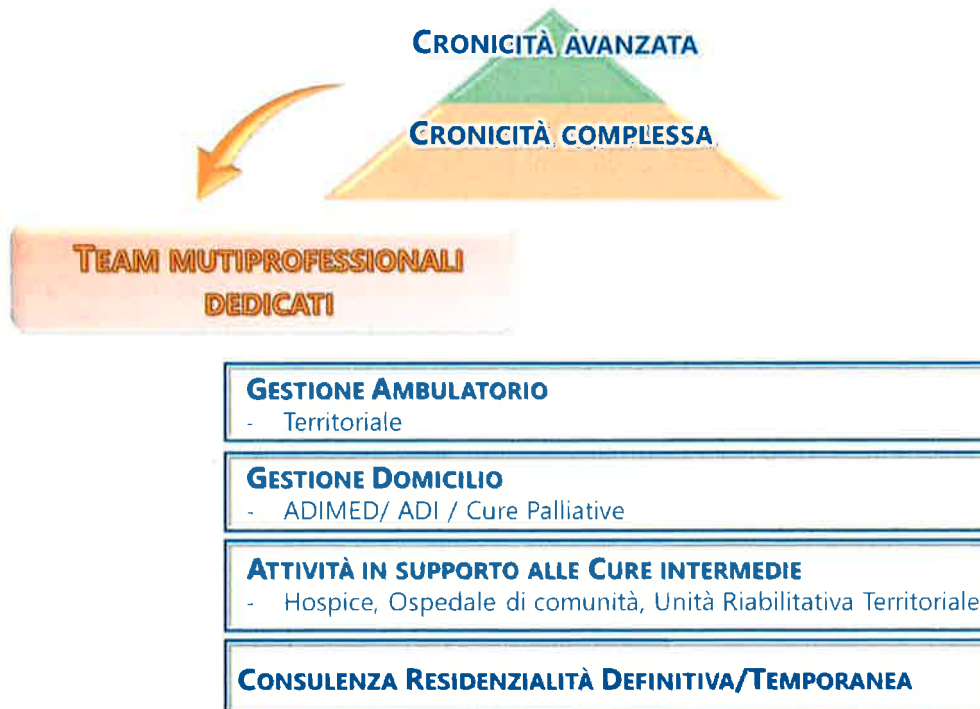 CRONICITÀ AVANZATA
CRONICITÀ COMPLESSA
TEAM MUTIPROFESSIONALI
DEDICATI
GESTIONE AMBULATORIO
- Territoriale
GESTIONE DOMICILIO
- ADIMED/ ADI / Cure Palliative
ATTIVITÀ IN SUPPORTO ALLE CURE INTERMEDIE
- Hospice, Ospedale di comunità, Unità Riabilitativa Territoriale
CONSULENZA RESIDENZIALITÀ DEFINITIVA/TEMPORANEA